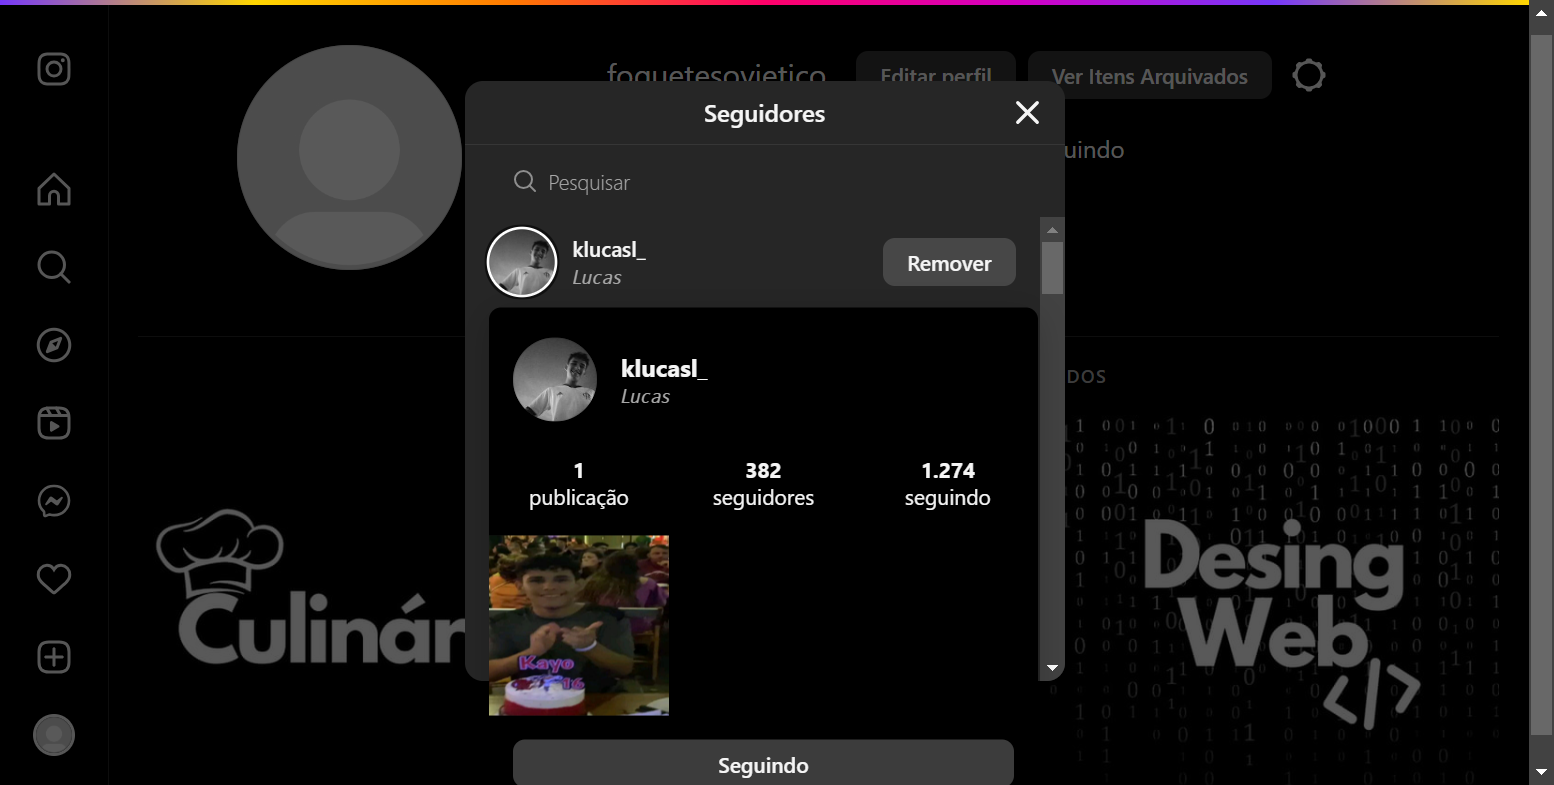 foguetesovietico
Editar perfil
Ver Itens Arquivados
Seguidores
uindo
Pesquisar
klucasl_
Lucas
Remover
klucasl_
Lucas
DOS
1
publicação
382
seguidores
1.274
seguindo
Culinár
Desing
Web
</>
Kayo
16
Seguindo